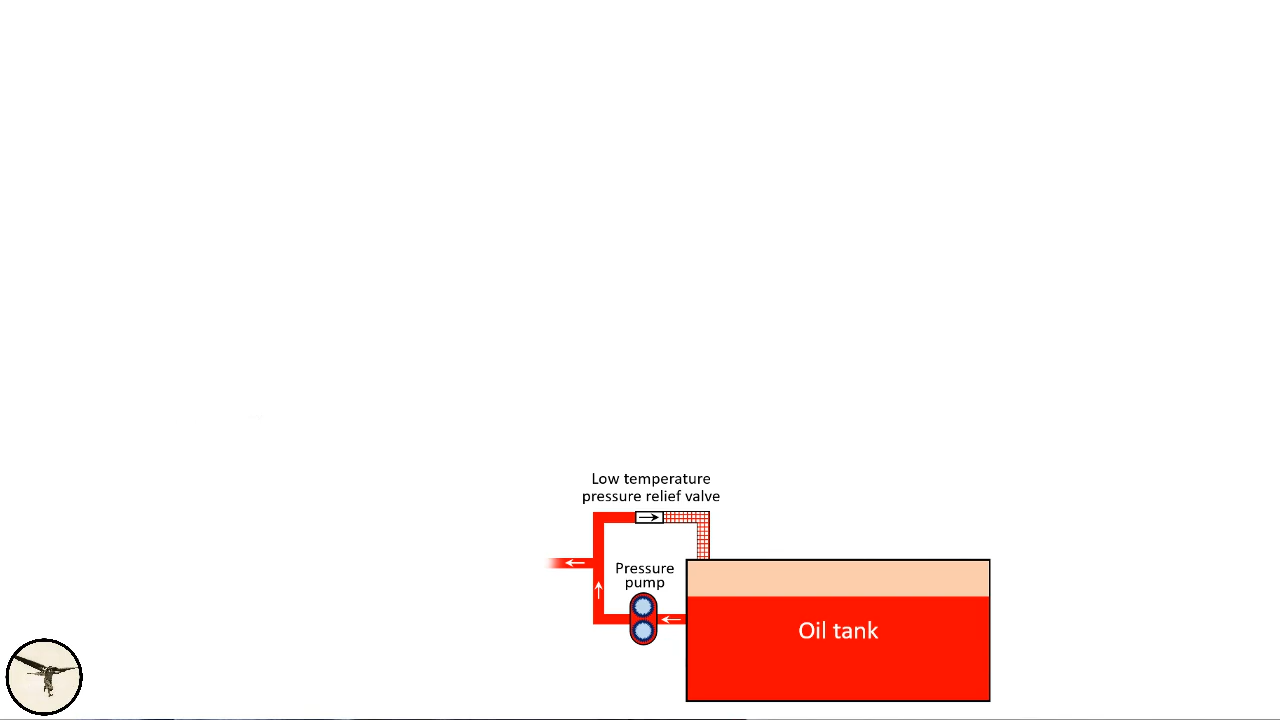 Low temperature
pressure relief valve
Pressure
pump
Oil tank